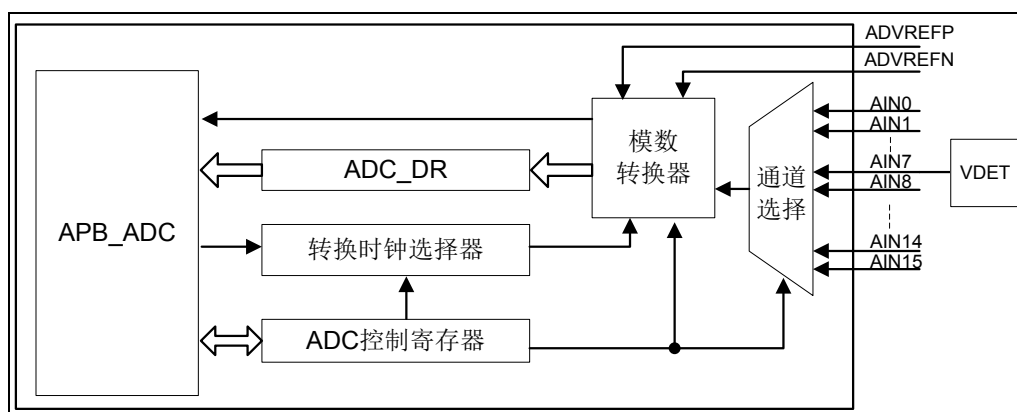 ADVREFP
ADVREFN
AIN0
AIN1
模数
转换器
ADC_DR
AIN7
VDET
通道
选择
AIN8
APB_ADC
转换时钟选择器
AIN14
AIN15
ADC控制寄存器